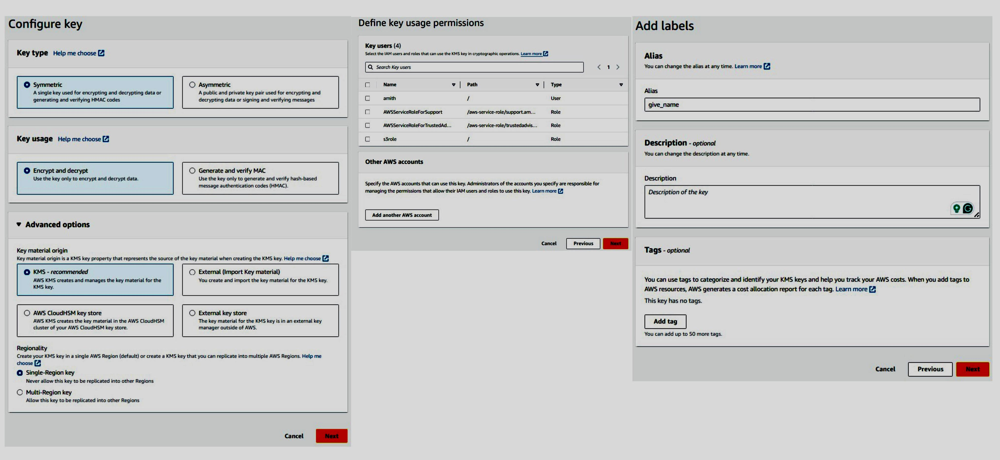 Configure key
Key type Help me choose
Symmetric
A single key used for encrypting and decrypting data or
generating and verifying HMAC codes
Asymmetric
A public and private key pair used for encrypting and
decrypting data or signing and verifying messages
Key usage Help me choose
Encrypt and decrypt
Use the key only to encrypt and decrypt data.
Generate and verify MAC
Use the key only to generate and verify hash-based
message authentication codes (HMAC).
Advanced options
Key material origin
Key material origin is a KMS key property that represents the source of the key material when creating the KMS key. Help me choose
KMS - recommended
AWS KMS creates and manages the key material for the
KMS key.
External (Import Key material)
You create and import the key material for the KMS key.
AWS CloudHSM key store
AWS KMS creates the key material in the AWS CloudHSM
cluster of your AWS CloudHSM key store.
External key store
The key material for the KMS key is in an external key
manager outside of AWS.
Regionality
Create your KMS key in a single AWS Region (default) or create a KMS key that you can replicate into multiple AWS Regions. Help me
choose
Single-Region key
Never allow this key to be replicated into other Regions
Multi-Region key
Allow this key to be replicated into other Regions
Cancel Next
Define key usage permissions
Key users (4)
Select the IAM users and roles that can use the KMS key in cryptographic operations. Learn more
Search Key users
1
Name Path Type
amith / User
AWSServiceRoleForSupport /aws-service-role/support.am... Role
AWSServiceRoleForTrustedAd... /aws-service-role/trustedadvis... Role
s3role / Role
Other AWS accounts
Specify the AWS accounts that can use this key. Administrators of the accounts you specify are responsible for
managing the permissions that allow their IAM users and roles to use this key. Learn more
Add another AWS account
Cancel Previous Next
Add labels
Alias
You can change the alias at any time. Learn more
Alias
give_name
Description - optional
You can change the description at any time.
Description
Description of the key
Tags - optional
You can use tags to categorize and identify your KMS keys and help you track your AWS costs. When you add tags to
AWS resources, AWS generates a cost allocation report for each tag. Learn more
This key has no tags.
Add tag
You can add up to 50 more tags.
Cancel Previous Next